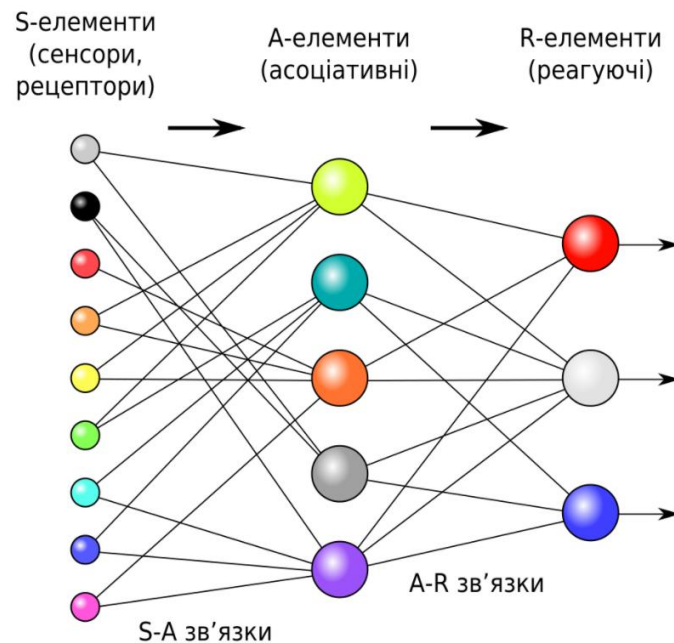 S-елементи
(сенсори,
рецептори)
A-елементи
(асоціативні)
R-елементи
(реагуючі)
S-A зв’язки
A-R зв’язки